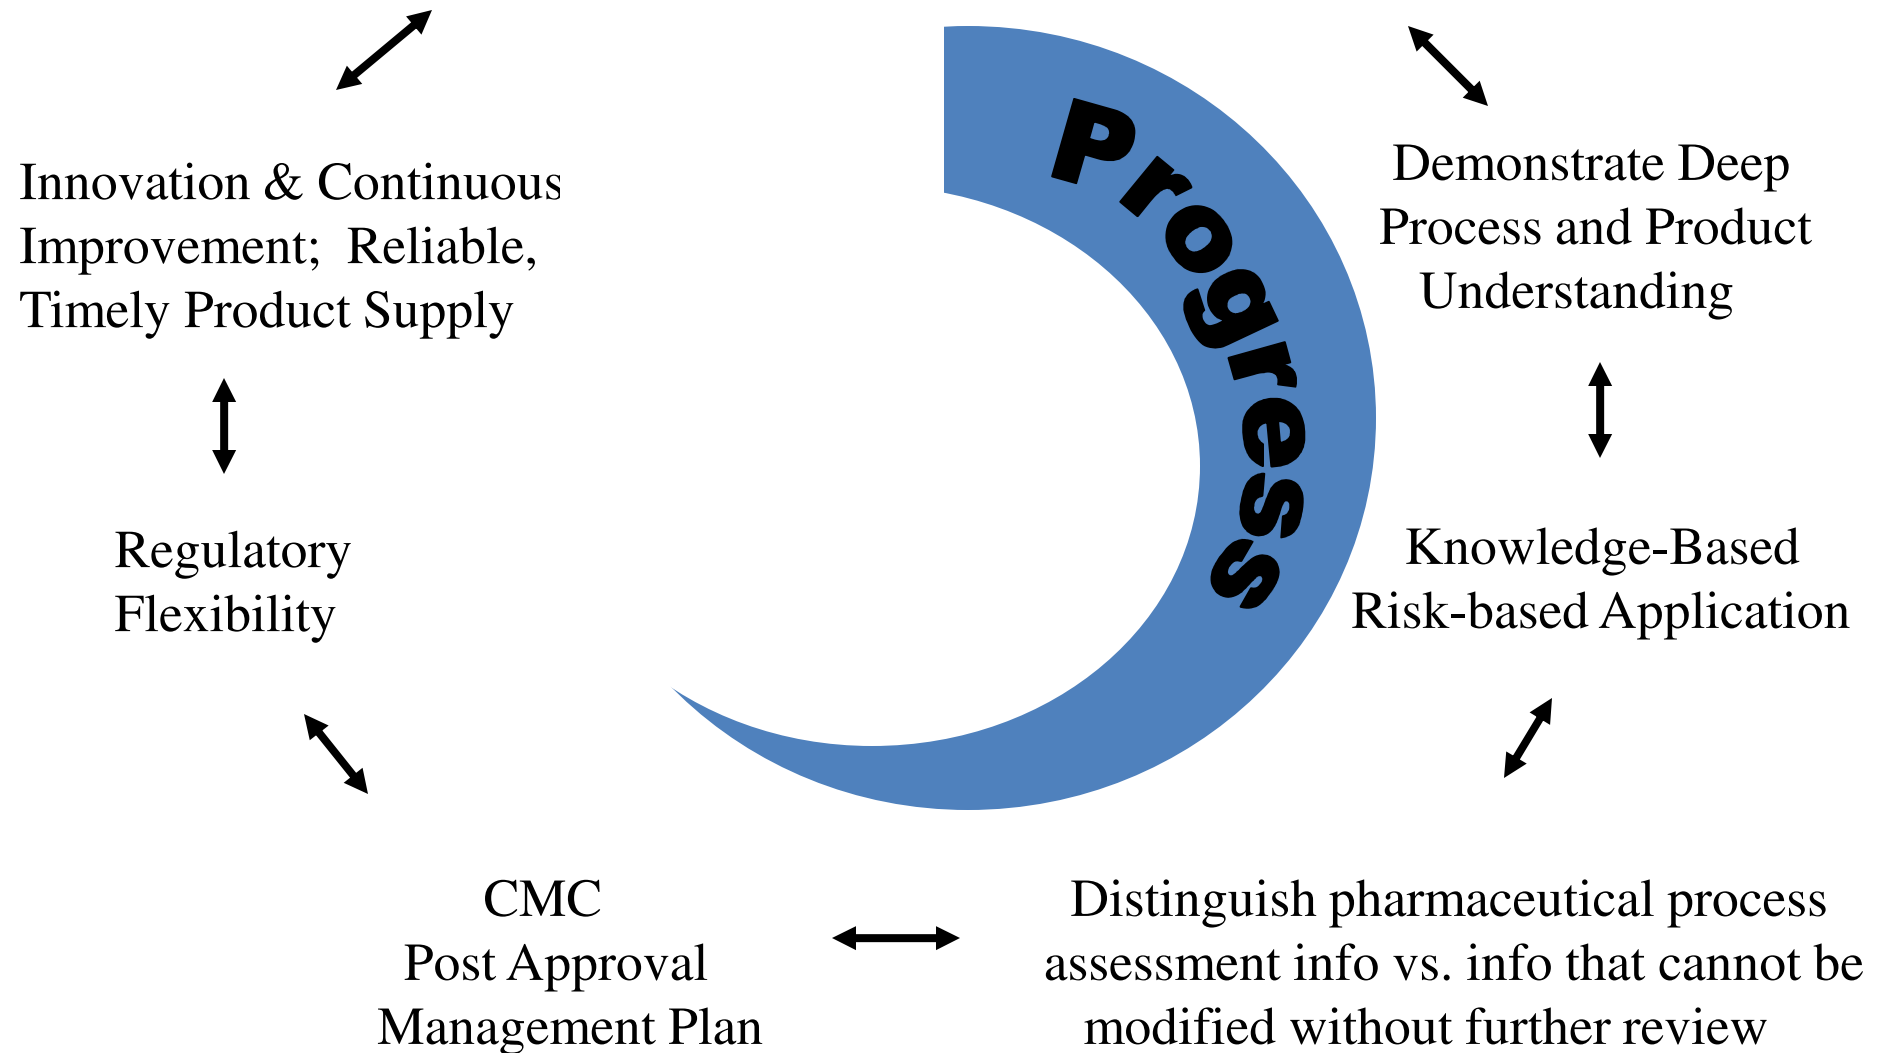 Innovation & Continuous
Improvement;  Reliable,
Timely Product Supply
Regulatory
Flexibility
CMC
Post Approval
Management Plan
Progress
Demonstrate Deep
Process and Product
Understanding
Knowledge-Based
Risk-based Application
Distinguish pharmaceutical process
assessment info vs. info that cannot be
modified without further review